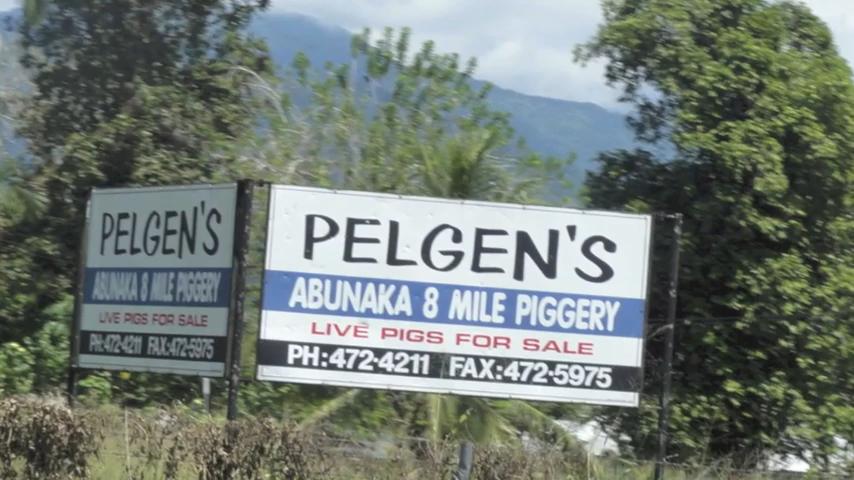 PELGEN'S
ABUNAKA 8 MILE PIGGERY
LIVE PIGS FOR SALE
PH:472-4211 FAX:472-5975
PELGEN'S
ABUNAKA 8 MILE PIGGERY
LIVE PIGS FOR SALE
PH:472-4211 FAX:472-5975